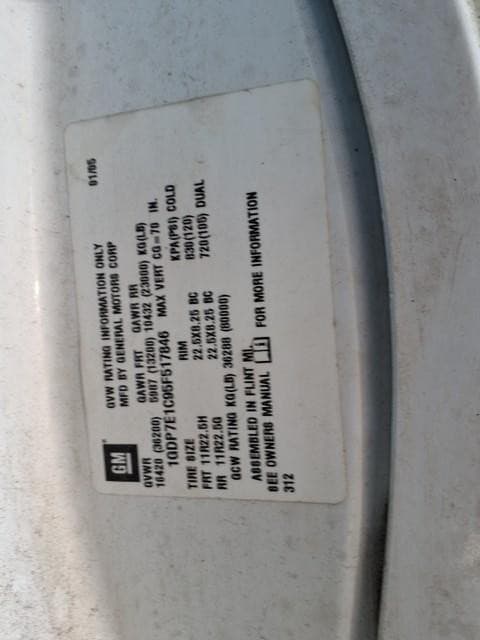 01/05
GVW RATING INFORMATION ONLY
MFD BY GENERAL MOTORS CORP
GM
GVWR GAWR FRT GAWR RR
16420 (36200) 5987 (13200) 10432 (23000) KG(LB)
1GDP7E1C95F517846 MAX VERT CG=70 IN.
TIRE SIZE RIM KPA(PSI) COLD
FRT 11R22.5H 22.5X8.25 BC 830(120)
RR 11R22.5G 22.5X8.25 BC 720(105) DUAL
GCW RATING KG(LB) 36288 (80000)
ASSEMBLED IN FLINT MI.
SEE OWNERS MANUAL FOR MORE INFORMATION
312